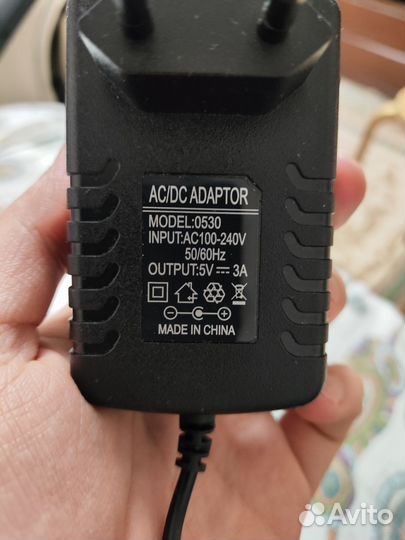 AC/DC ADAPTOR
MODEL:0530
INPUT:AC100-240V
50/60Hz
OUTPUT:5V ⎓ 3A
MADE IN CHINA
Avito